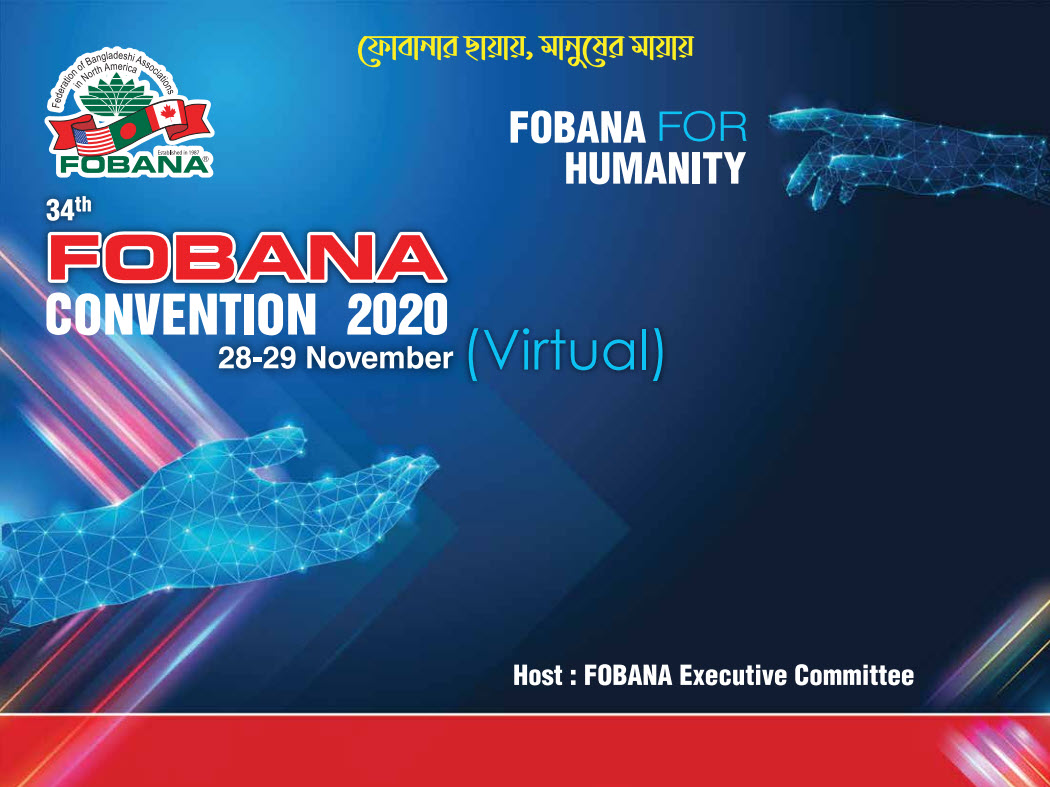 ফোবানার ছায়ায়, মানুষের মায়ায়
Federation of Bangladeshi Associations
in North America
Established in 1987
FOBANA®
FOBANA FOR
HUMANITY
34th
FOBANA
CONVENTION 2020
28-29 November (Virtual)
Host : FOBANA Executive Committee